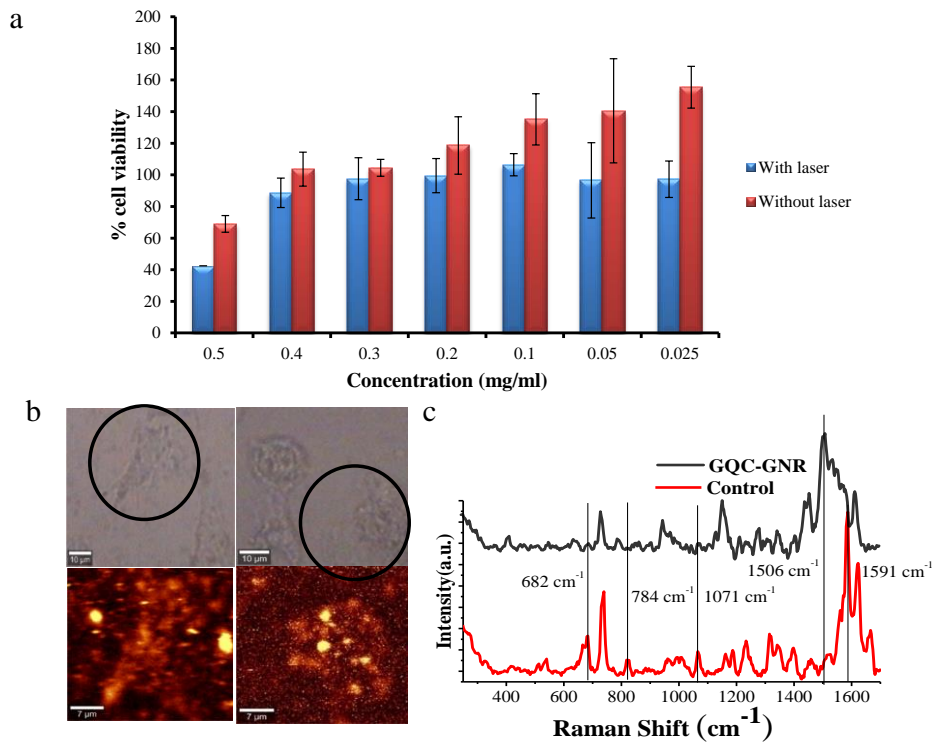 a
200
180
160
140
120
100
80
60
40
20
0
% cell viability
0.5 0.4 0.3 0.2 0.1 0.05 0.025
Concentration (mg/ml)
With laser
Without laser
b
10 µm
10 µm
7 µm
7 µm
c
GQC-GNR
Control
682 cm-1
784 cm-1
1071 cm-1
1506 cm-1
1591 cm-1
Intensity(a.u.)
400 600 800 1000 1200 1400 1600
Raman Shift (cm-1)